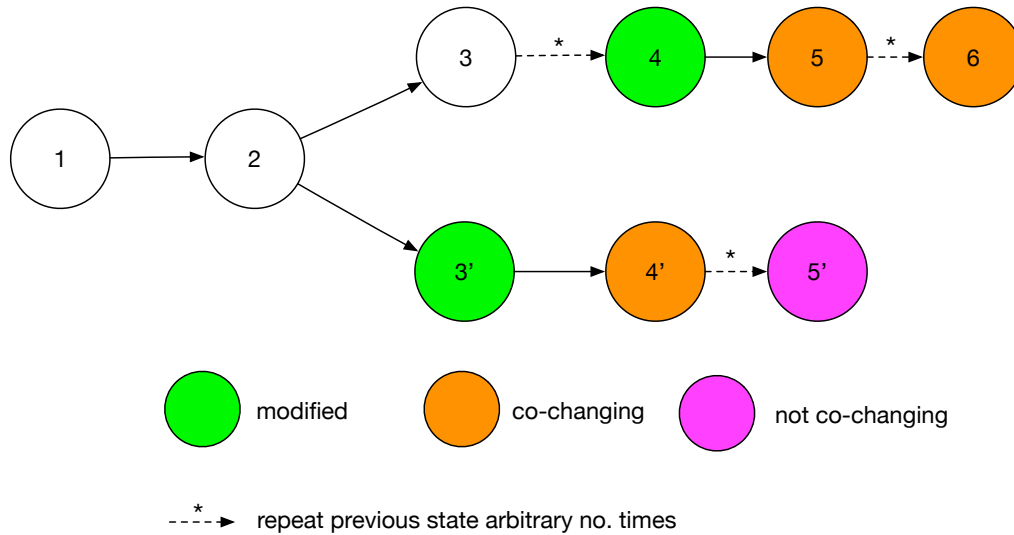 * *
3 4 5 6
1 2
*
3’ 4’ 5’
modified co-changing not co-changing
*
repeat previous state arbitrary no. times